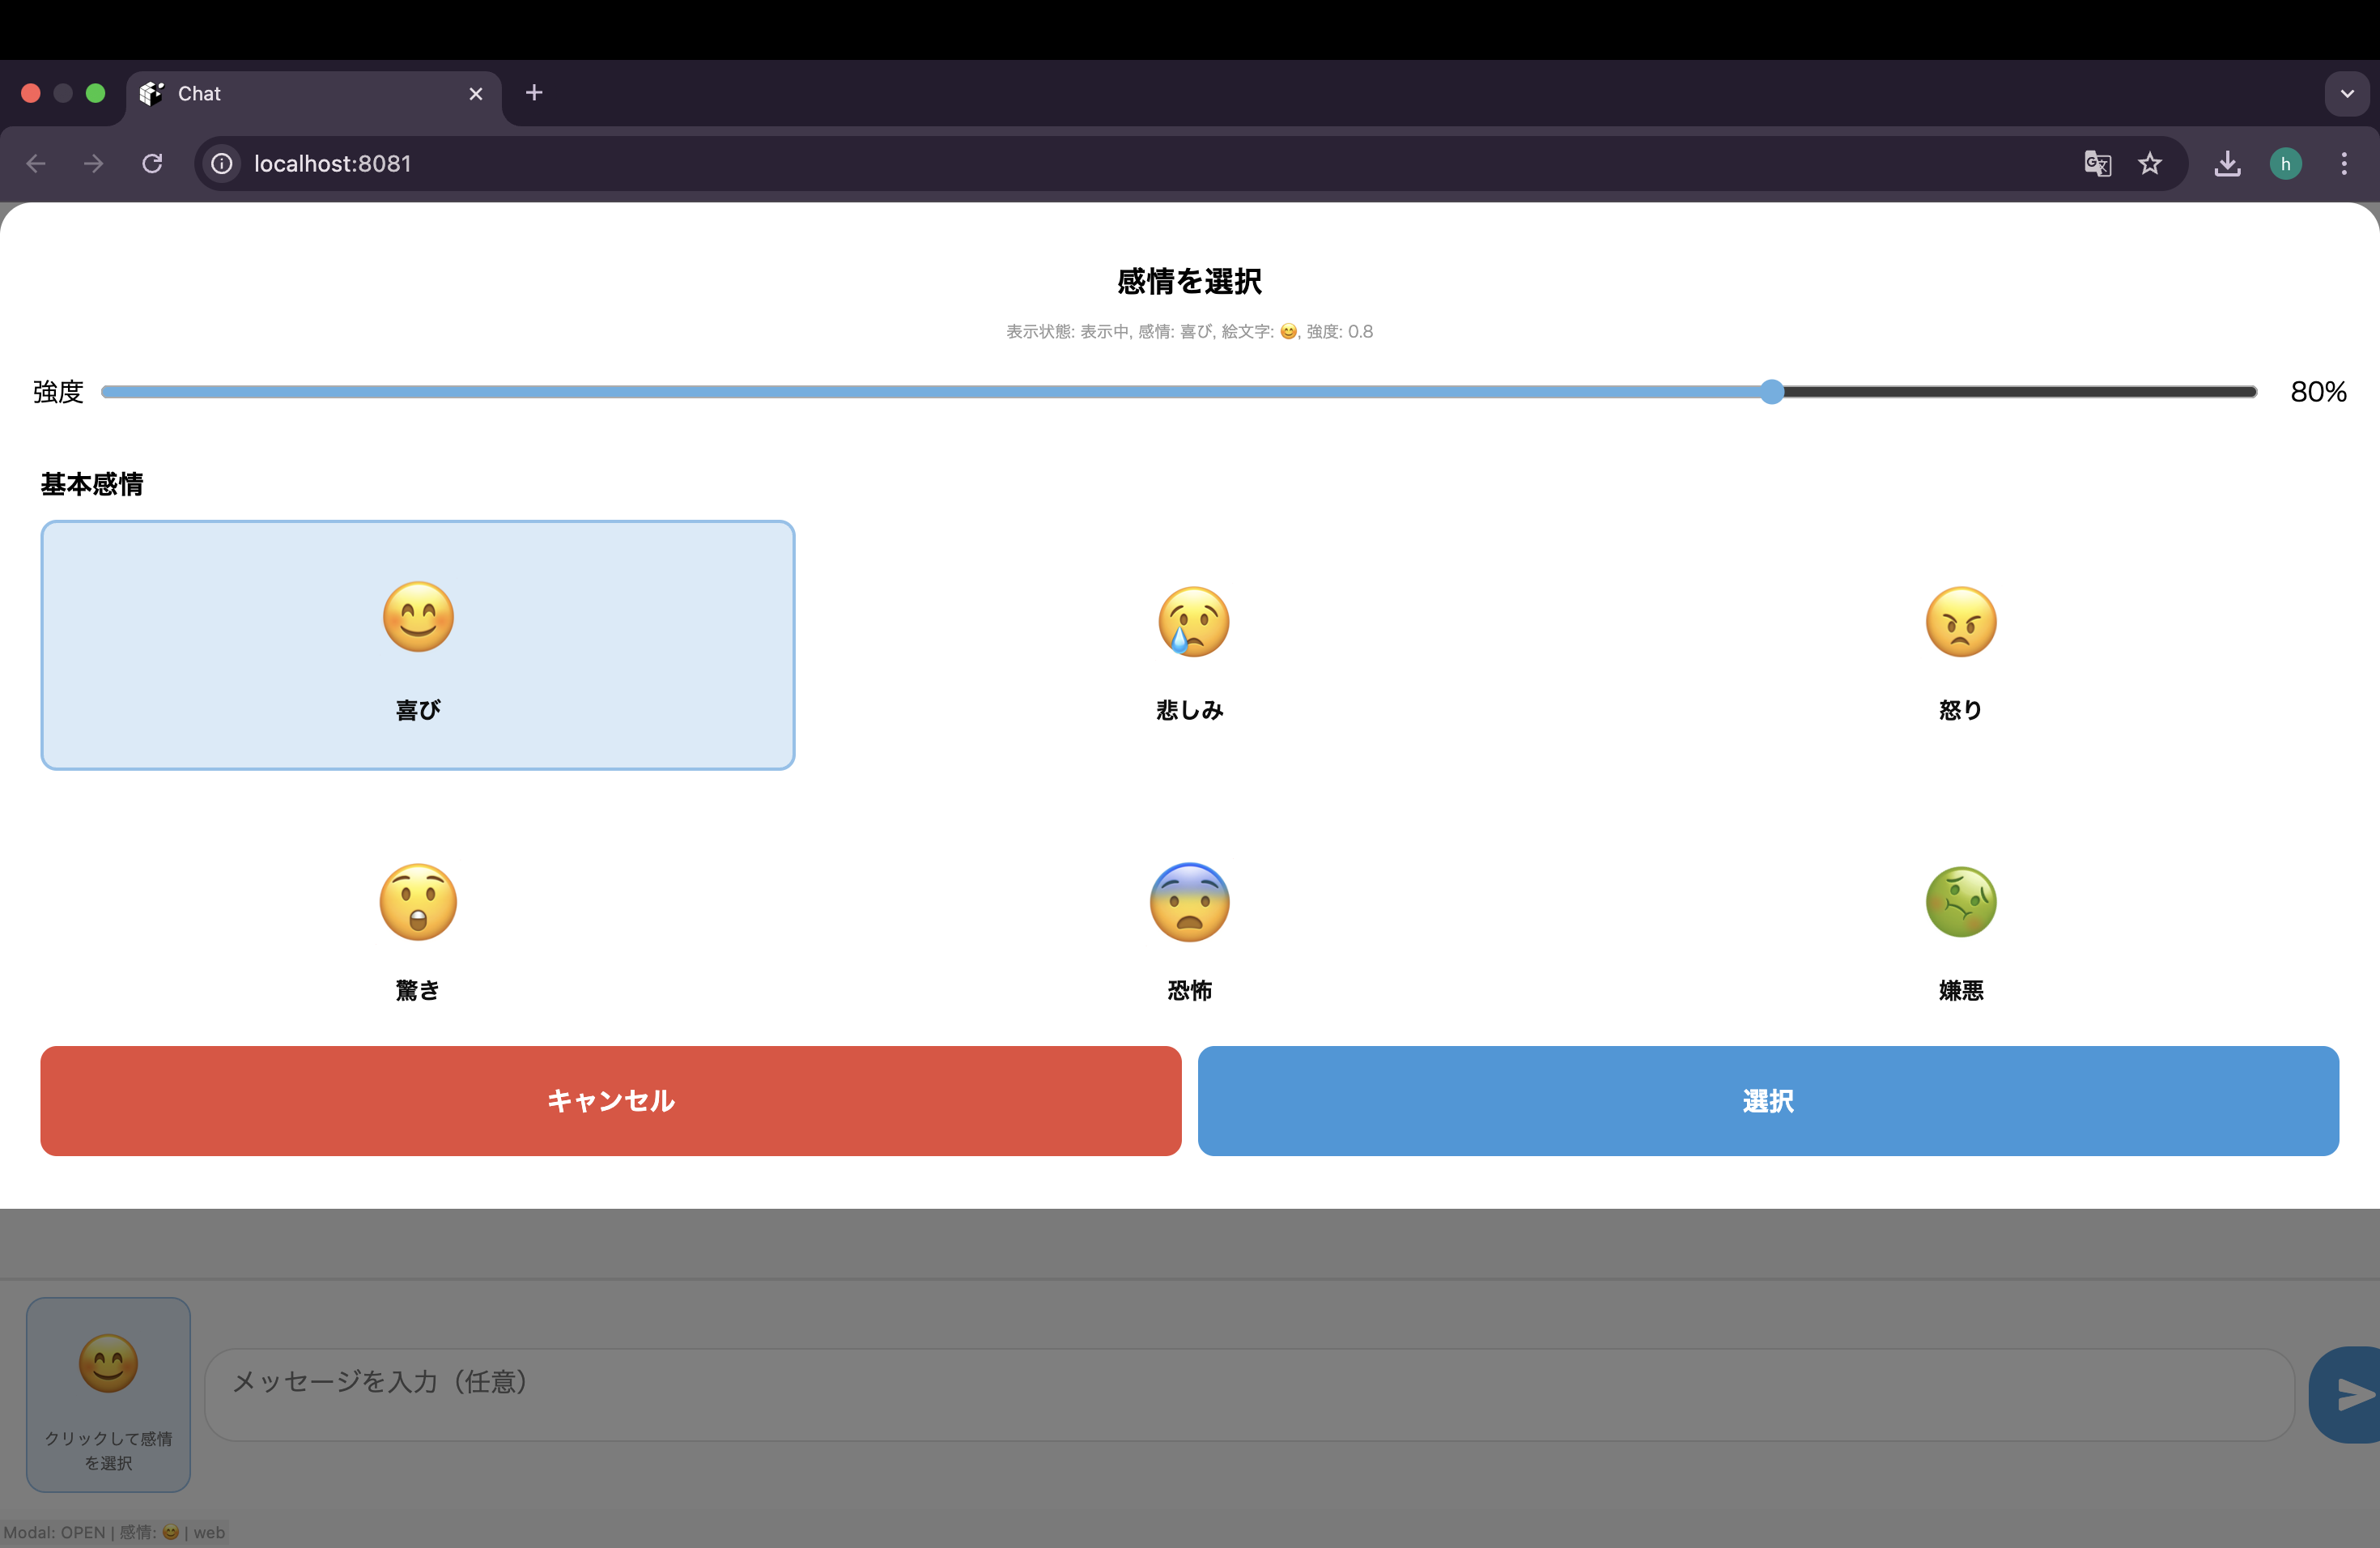 Chat
localhost:8081
h
感情を選択
表示状態: 表示中, 感情: 喜び, 絵文字: 😊, 強度: 0.8
強度
80%
基本感情
喜び
悲しみ
怒り
驚き
恐怖
嫌悪
キャンセル
選択
メッセージを入力（任意）
クリックして感情
を選択
Modal: OPEN | 感情: 😊 | web